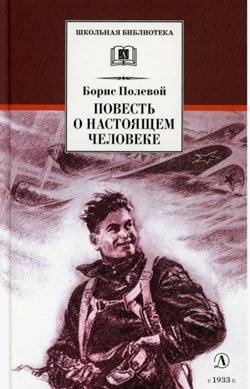 ШКОЛЬНАЯ БИБЛИОТЕКА
Борис Полевой
ПОВЕСТЬ
О НАСТОЯЩЕМ
ЧЕЛОВЕКЕ
Д
с 1933 г.